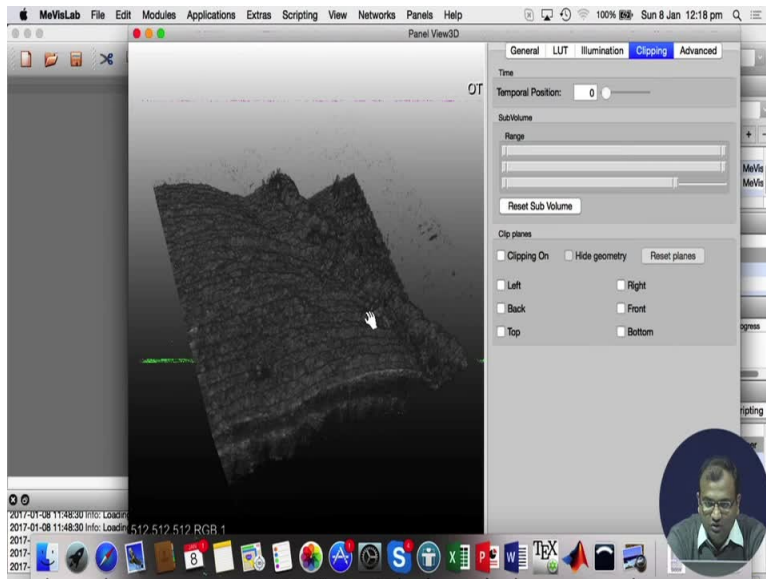 MeVisLab File Edit Modules Applications Extras Scripting View Networks Panels Help 100% Sun 8 Jan 12:18 pm
Panel View3D
General LUT Illumination Clipping Advanced
OT
Time
Temporal Position: 0
SubVolume
Range
MeVis
MeVis
Reset Sub Volume
Clip planes
Clipping On Hide geometry Reset planes
Left Right
Back Front
Top Bottom
ogress
ripting
2017-01-08 11:48:30 Info: Loadin
2017-01-08 11:48:30 Info: Loadin
2017-
2017-
512 512 512 RGB 1
8
TEX